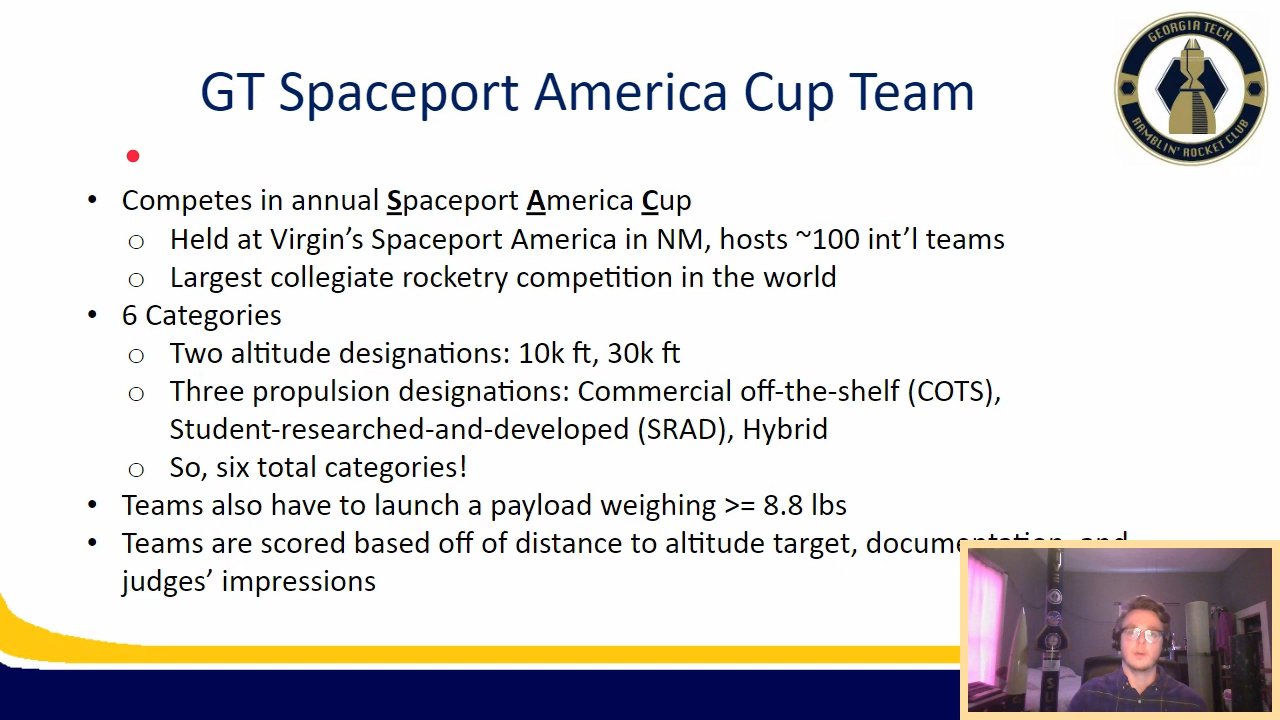 GT Spaceport America Cup Team
GEORGIA TECH
RAMBLIN' ROCKET CLUB
• Competes in annual Spaceport America Cup
o Held at Virgin's Spaceport America in NM, hosts ~100 int'l teams
o Largest collegiate rocketry competition in the world
• 6 Categories
o Two altitude designations: 10k ft, 30k ft
o Three propulsion designations: Commercial off-the-shelf (COTS),
Student-researched-and-developed (SRAD), Hybrid
o So, six total categories!
• Teams also have to launch a payload weighing >= 8.8 lbs
• Teams are scored based off of distance to altitude target, documentation, and
judges' impressions